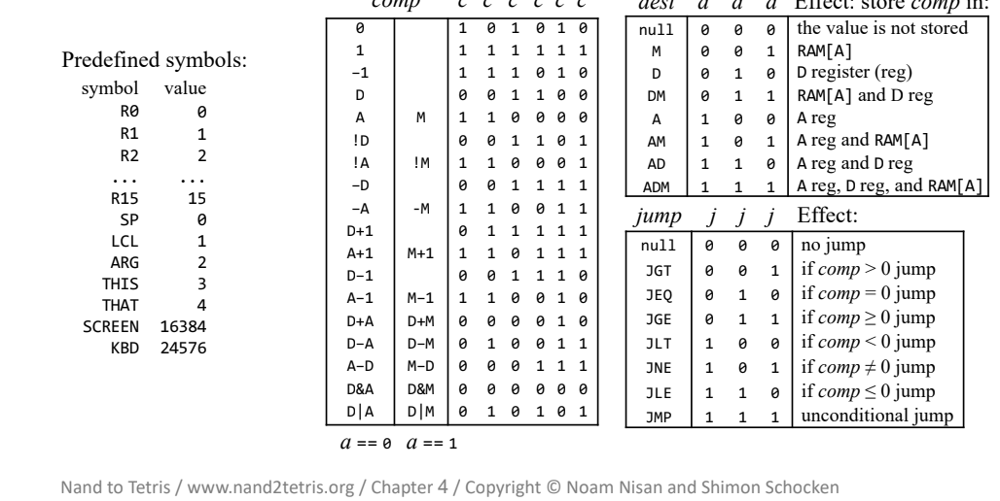 comp c c c c c c
0 1 0 1 0 1 0
1 1 1 1 1 1 1
−1 1 1 1 0 1 0
D 0 0 1 1 0 0
A M 1 1 0 0 0 0
!D 0 0 1 1 0 1
!A !M 1 1 0 0 0 1
−D 0 0 1 1 1 1
−A -M 1 1 0 0 1 1
D+1 0 1 1 1 1 1
A+1 M+1 1 1 0 1 1 1
D−1 0 0 1 1 1 0
A−1 M−1 1 1 0 0 1 0
D+A D+M 0 0 0 0 1 0
D−A D−M 0 1 0 0 1 1
A−D M−D 0 0 0 1 1 1
D&A D&M 0 0 0 0 0 0
D|A D|M 0 1 0 1 0 1
a == 0 a == 1
Predefined symbols:
symbol value
R0 0
R1 1
R2 2
... ...
R15 15
SP 0
LCL 1
ARG 2
THIS 3
THAT 4
SCREEN 16384
KBD 24576
dest d d d Effect: store comp in:
null 0 0 0 the value is not stored
M 0 0 1 RAM[A]
D 0 1 0 D register (reg)
DM 0 1 1 RAM[A] and D reg
A 1 0 0 A reg
AM 1 0 1 A reg and RAM[A]
AD 1 1 0 A reg and D reg
ADM 1 1 1 A reg, D reg, and RAM[A]
jump j j j Effect:
null 0 0 0 no jump
JGT 0 0 1 if comp > 0 jump
JEQ 0 1 0 if comp = 0 jump
JGE 0 1 1 if comp ≥ 0 jump
JLT 1 0 0 if comp < 0 jump
JNE 1 0 1 if comp ≠ 0 jump
JLE 1 1 0 if comp ≤ 0 jump
JMP 1 1 1 unconditional jump
Nand to Tetris / www.nand2tetris.org / Chapter 4 / Copyright © Noam Nisan and Shimon Schocken